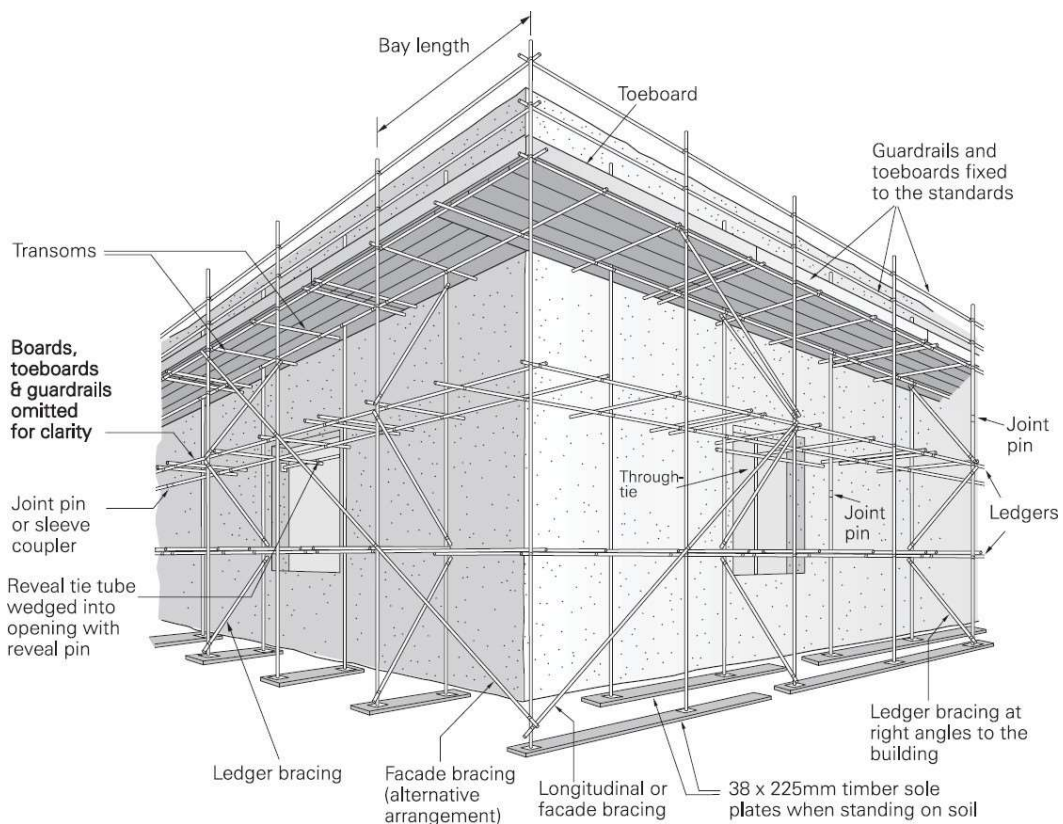 Bay length
Toeboard
Guardrails and
toeboards fixed
to the standards
Transoms
Boards,
toeboards
& guardrails
omitted
for clarity
Joint pin
or sleeve
coupler
Reveal tie tube
wedged into
opening with
reveal pin
Through-
tie
Joint
pin
Joint
pin
Ledgers
Ledger bracing
Facade bracing
(alternative
arrangement)
Longitudinal or
facade bracing
38 x 225mm timber sole
plates when standing on soil
Ledger bracing at
right angles to the
building